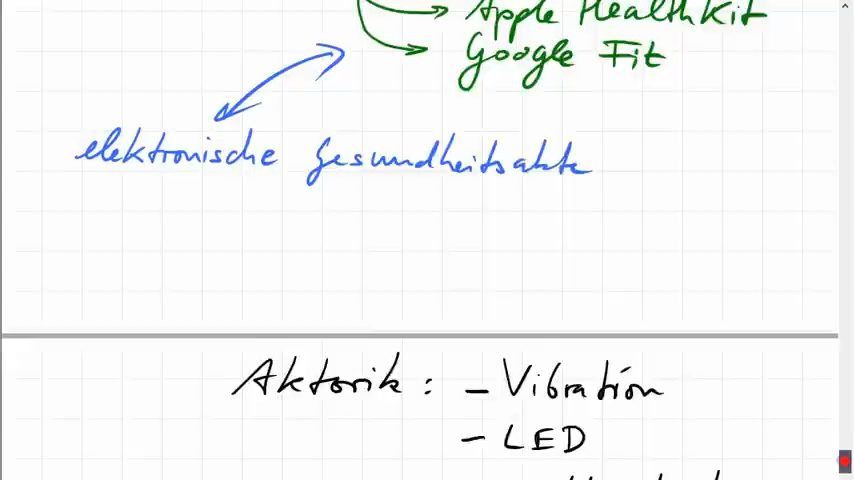 Apple HealthKit
Google Fit
elektronische Gesundheitsakte
Aktorik: - Vibration
- LED